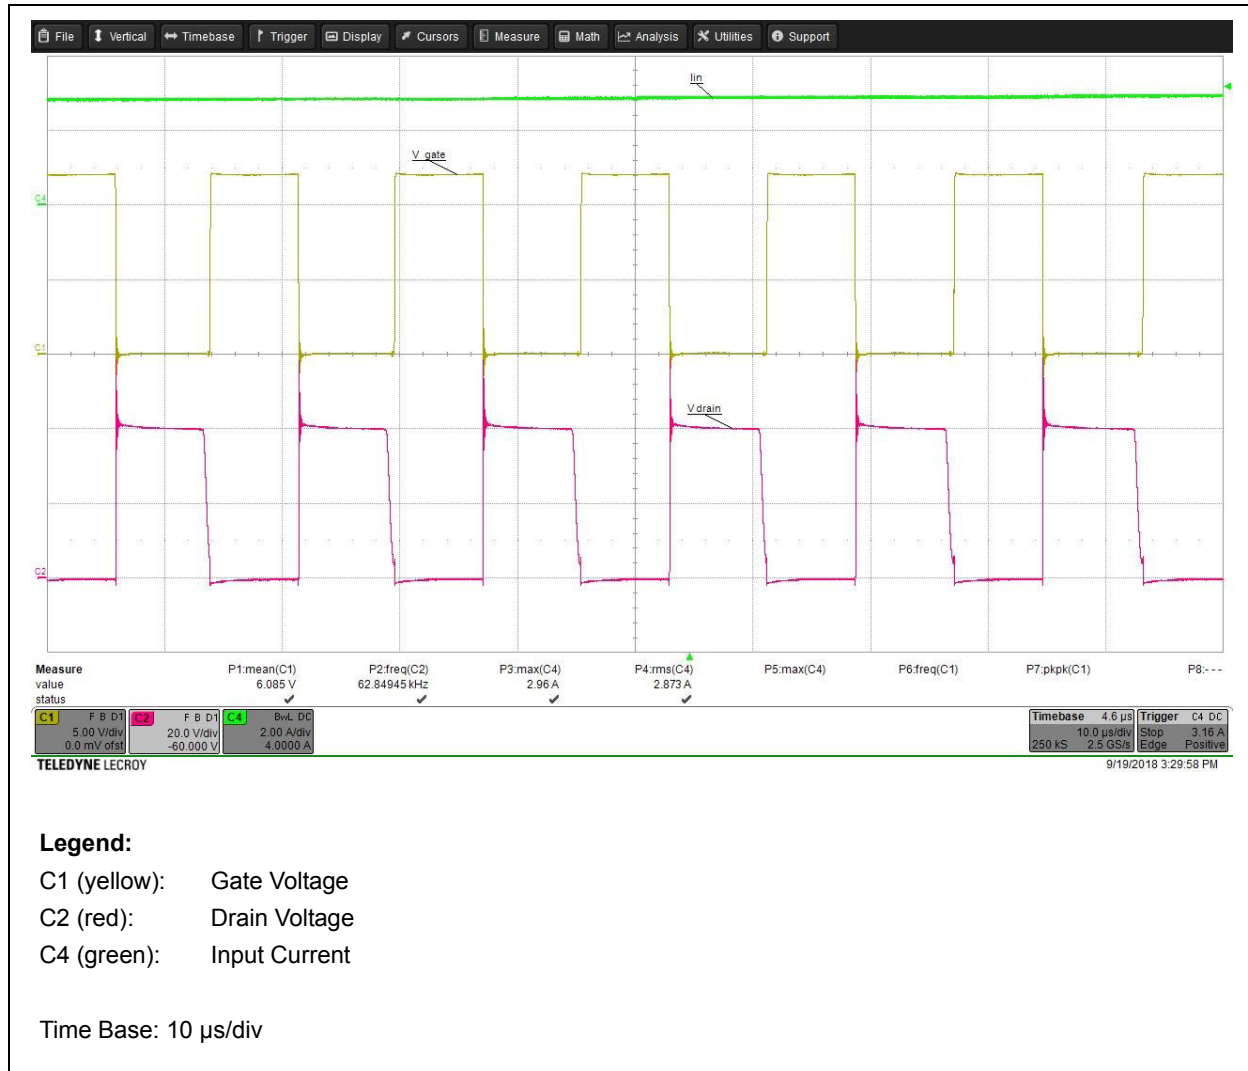 File Vertical Timebase Trigger Display Cursors Measure Math Analysis Utilities Support
Iin
V_gate
C4
C1
V drain
C2
Measure P1:mean(C1) P2:freq(C2) P3:max(C4) P4:rms(C4) P5:max(C4) P6:freq(C1) P7:pkpk(C1) P8:- - -
value 6.085 V 62.84945 kHz 2.96 A 2.873 A
status
C1 F B D1 C2 F B D1 C4 BwL DC Timebase 4.6 µs Trigger C4 DC
5.00 V/div 20.0 V/div 2.00 A/div 10.0 µs/div Stop 3.16 A
0.0 mV ofst -60.000 V 4.0000 A 250 kS 2.5 GS/s Edge Positive
TELEDYNE LECROY 9/19/2018 3:29:58 PM
Legend:
C1 (yellow): Gate Voltage
C2 (red): Drain Voltage
C4 (green): Input Current
Time Base: 10 µs/div